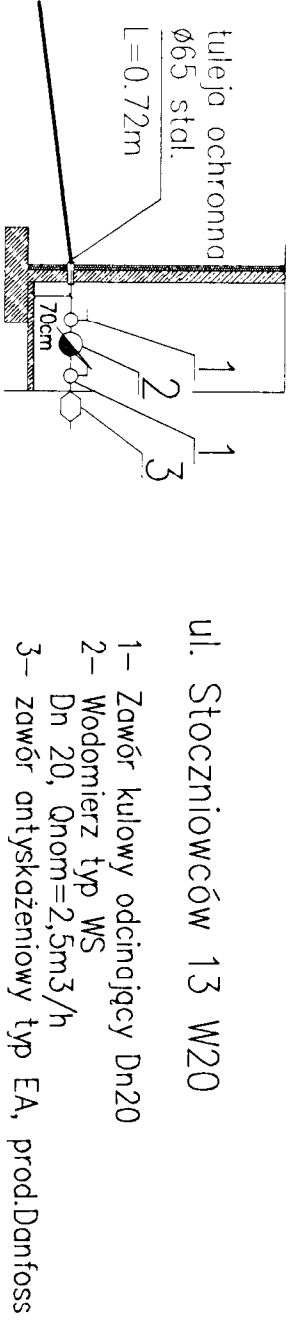 tuleja ochronna
ø65 stal.
L=0.72m
1
2
1
3
70cm
ul. Stoczniowców 13 W20
1– Zawór kulowy odcinający Dn20
2– Wodomierz typ WS
Dn 20, Qnom=2,5m3/h
3– zawór antyskażeniowy typ EA, prod.Danfoss